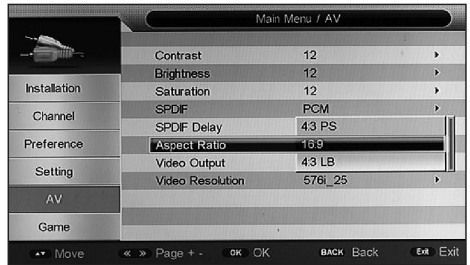 Main Menu / AV
Contrast 12
Brightness 12
Installation
Saturation 12
Channel
SPDIF PCM
SPDIF Delay 4:3 PS
Preference
Aspect Ratio 16:9
Video Output 4:3 LB
Setting
Video Resolution 576i_25
AV
Game
Move Page + - OK OK BACK Back Exit Exit